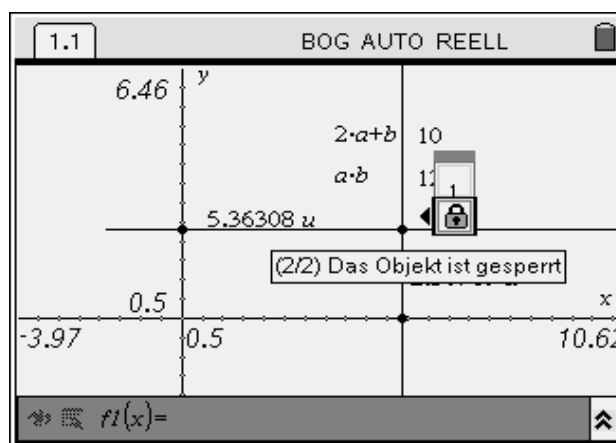 1.1 BOG AUTO REELL
6.46 y
2·a+b 10
a·b
1
5.36308 u
(2/2) Das Objekt ist gesperrt
0.5 x
-3.97 0.5 10.62
f1(x)=